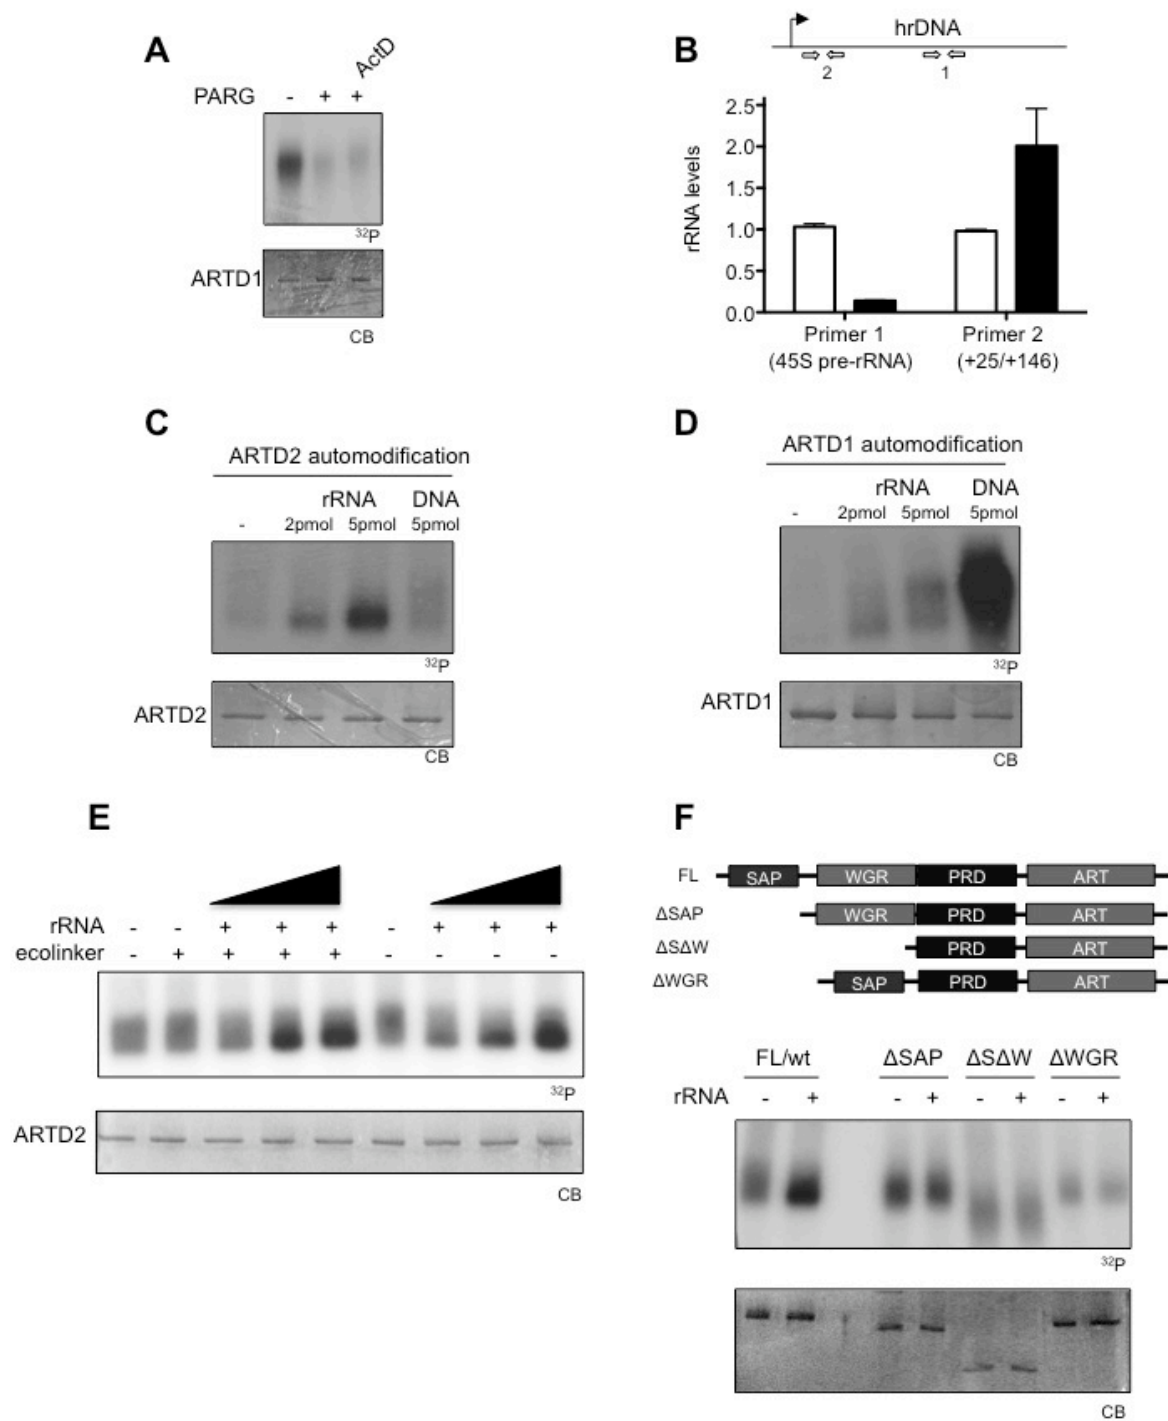 A
ActD
PARG - + +
32P
ARTD1
CB
B
hrDNA
2 1
rRNA levels
2.5
2.0
1.5
1.0
0.5
0.0
Primer 1 Primer 2
(45S pre-rRNA) (+25/+146)
C
ARTD2 automodification
rRNA DNA
- 2pmol 5pmol 5pmol
32P
ARTD2
CB
D
ARTD1 automodification
rRNA DNA
- 2pmol 5pmol 5pmol
32P
ARTD1
CB
E
rRNA - - + + + - + + +
ecolinker - + + + + - - - -
32P
ARTD2
CB
F
FL SAP WGR PRD ART
ΔSAP WGR PRD ART
ΔSΔW PRD ART
ΔWGR SAP PRD ART
FL/wt ΔSAP ΔSΔW ΔWGR
rRNA - + - + - + - +
32P
CB